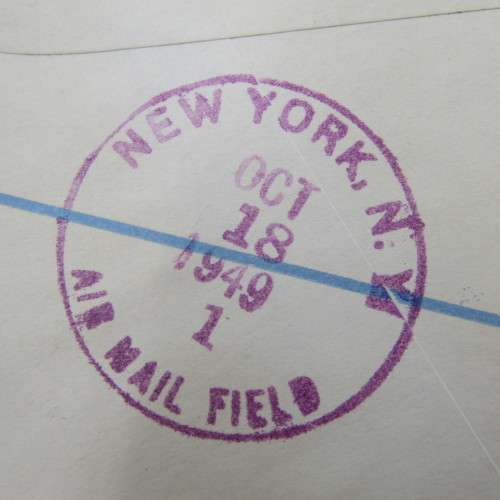 NEW YORK, N.Y.
OCT
18
1949
1
AIR MAIL FIELD